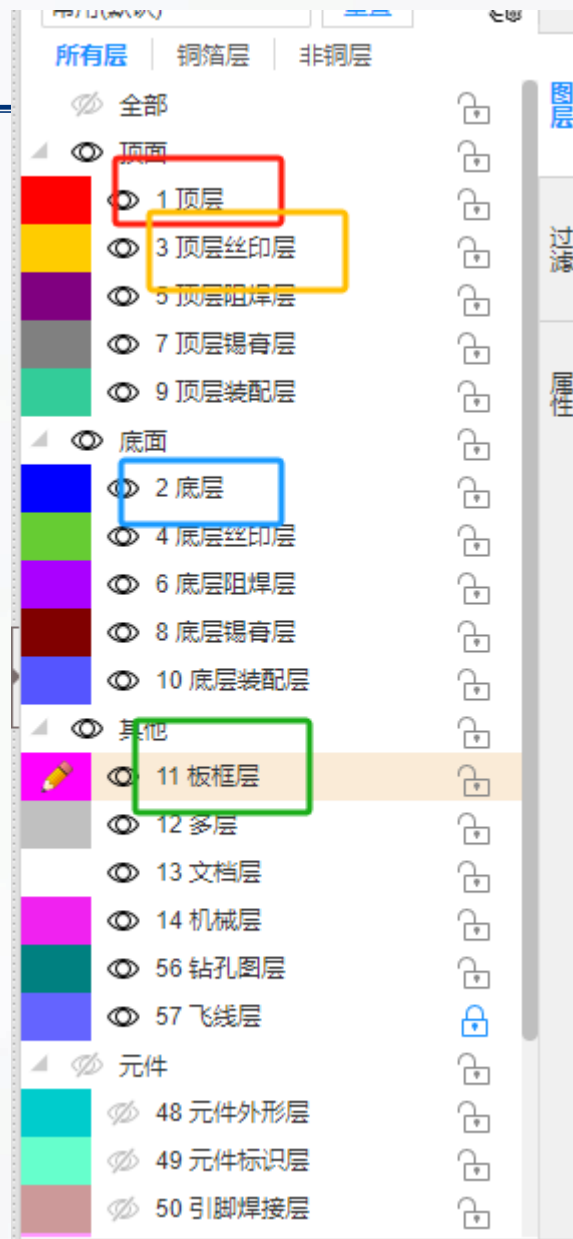 常用(默认) 重置
所有层 铜箔层 非铜层
全部
顶面
1 顶层
3 顶层丝印层
5 顶层阻焊层
7 顶层锡膏层
9 顶层装配层
底面
2 底层
4 底层丝印层
6 底层阻焊层
8 底层锡膏层
10 底层装配层
其他
11 板框层
12 多层
13 文档层
14 机械层
56 钻孔图层
57 飞线层
元件
48 元件外形层
49 元件标识层
50 引脚焊接层
图层
过滤
属性